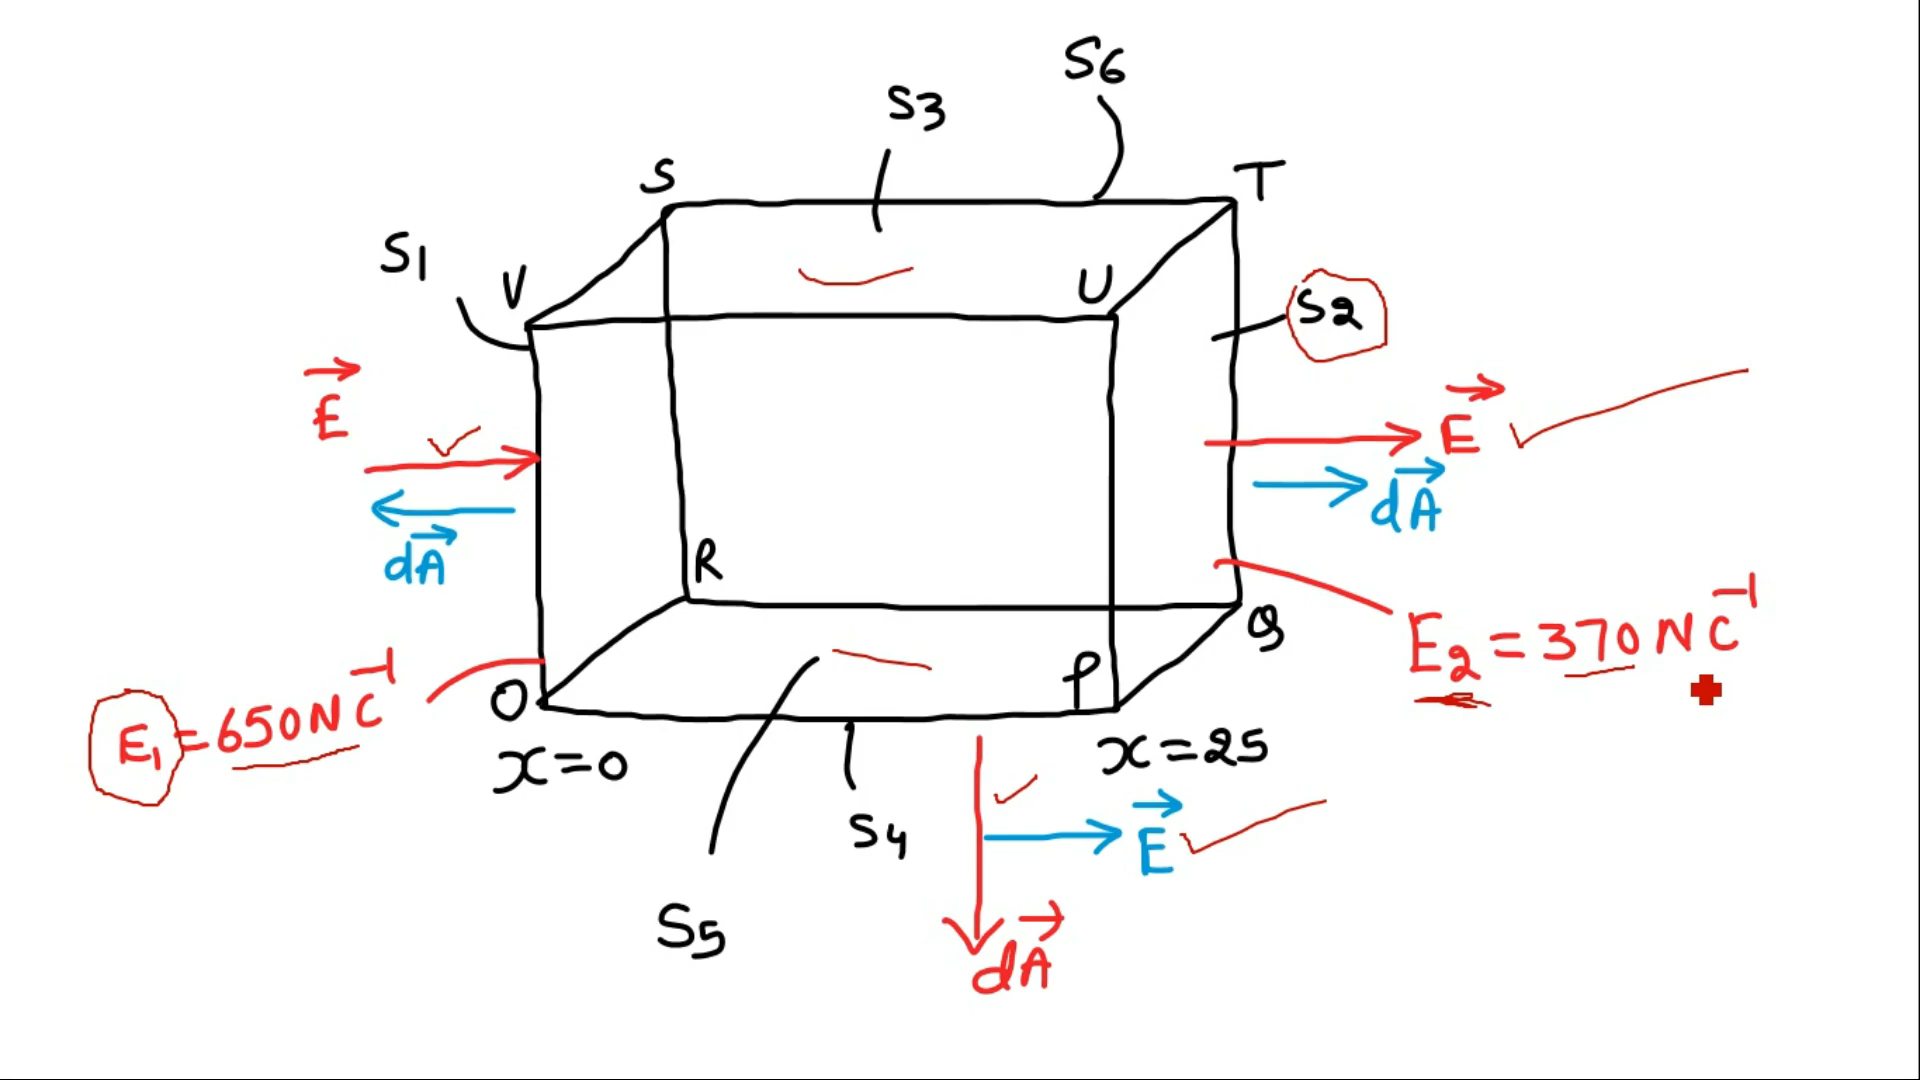 S6
S3
S
T
S1
V
U
S2
E
E
dA
dA
R
Q
E2 = 370 N C^-1
E1 = 650 N C^-1
O
P
x=0
x=25
S4
E
S5
dA